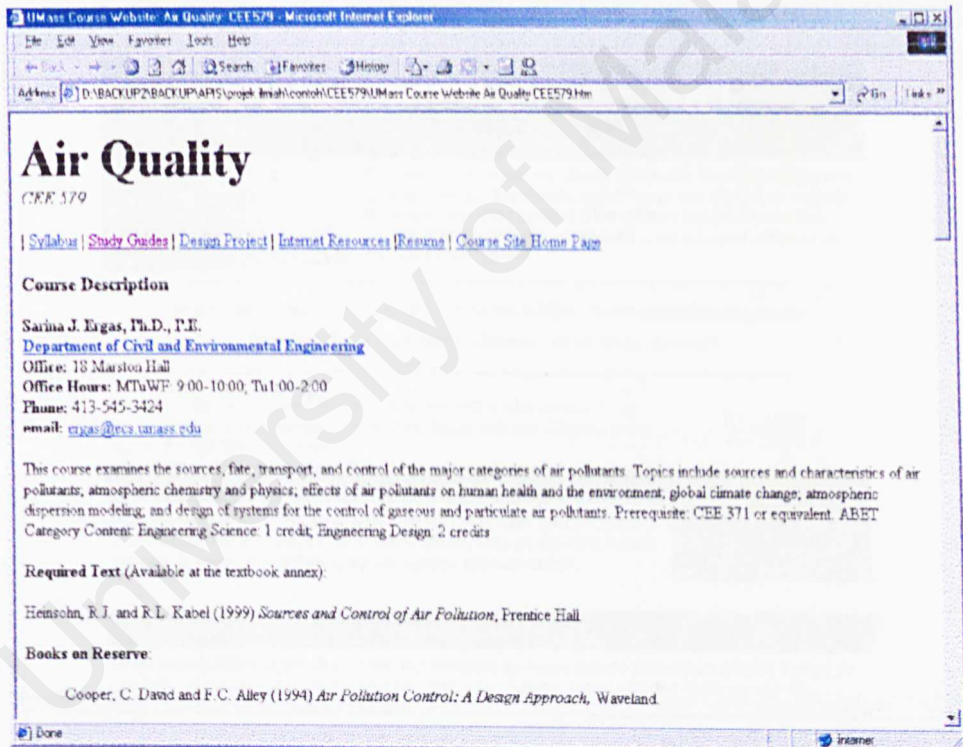 UMass Course Website: Air Quality: CEE579 - Microsoft Internet Explorer
File Edit View Favorites Tools Help
Back Search Favorites History
Address D:\BACKUP2\BACKUP\APIS\projek ilmiah\contoh\CEE579\UMass Course Website Air Quality CEE579.htm Go Links »
Air Quality
CEE 579
| Syllabus | Study Guides | Design Project | Internet Resources |Resume | Course Site Home Page
Course Description
Sarina J. Ergas, Ph.D., P.E.
Department of Civil and Environmental Engineering
Office: 18 Marston Hall
Office Hours: MTuWF 9:00-10:00; Tu1:00-2:00
Phone: 413-545-3424
email: ergas@ecs.umass.edu
This course examines the sources, fate, transport, and control of the major categories of air pollutants. Topics include sources and characteristics of air
pollutants; atmospheric chemistry and physics; effects of air pollutants on human health and the environment; global climate change; atmospheric
dispersion modeling; and design of systems for the control of gaseous and particulate air pollutants. Prerequisite: CEE 371 or equivalent. ABET
Category Content: Engineering Science: 1 credit; Engineering Design: 2 credits
Required Text (Available at the textbook annex):
Heinsohn, R.J. and R.L. Kabel (1999) Sources and Control of Air Pollution, Prentice Hall
Books on Reserve:
Cooper, C. David and F.C. Alley (1994) Air Pollution Control: A Design Approach, Waveland.
Done Internet
University of Mala